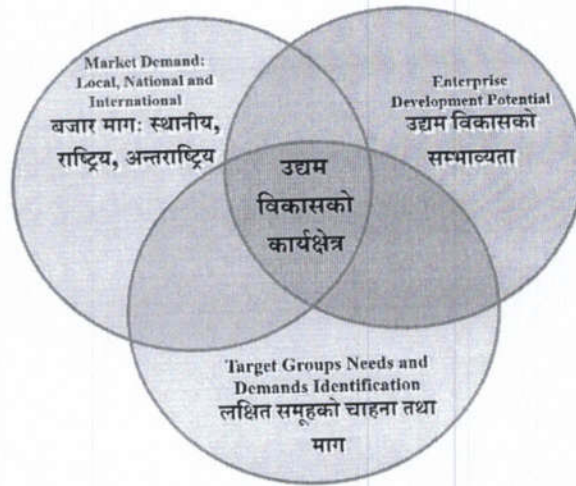 Market Demand:
Local, National and
International
बजार मागः स्थानीय,
राष्ट्रिय, अन्तराष्ट्रिय
Enterprise
Development Potential
उद्यम विकासको
सम्भाव्यता
उद्यम
विकासको
कार्यक्षेत्र
Target Groups Needs and
Demands Identification
लक्षित समूहको चाहना तथा
माग